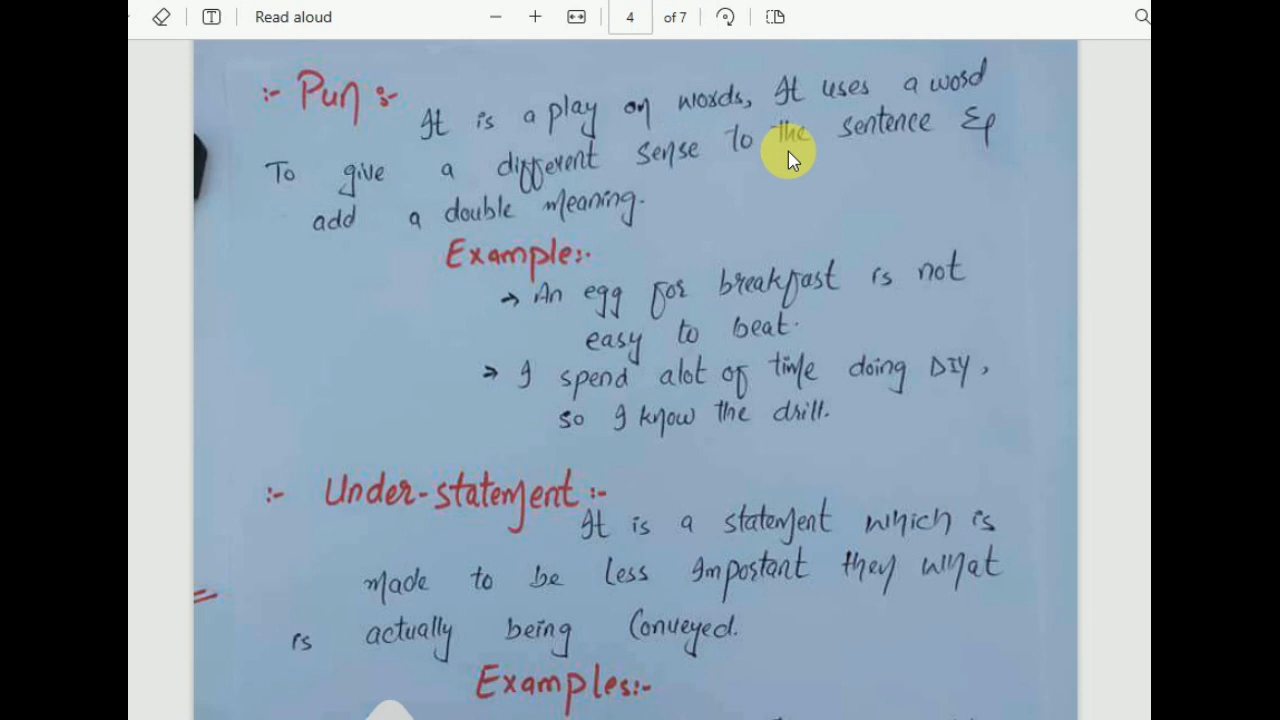 Read aloud
4
of 7
:- Pun :-
It is a play on words, It uses a word
To give a different sense to the sentence &
add a double meaning.
Example:-
→ An egg for breakfast is not
easy to beat.
→ I spend alot of time doing DIY,
so I know the drill.
:- Under-statement :-
It is a statement which is
made to be less important then what
is actually being Conveyed.
Examples:-